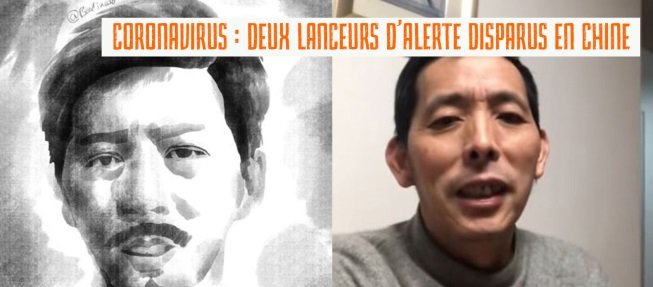 CORONAVIRUS : DEUX LANCEURS D'ALERTE DISPARUS EN CHINE